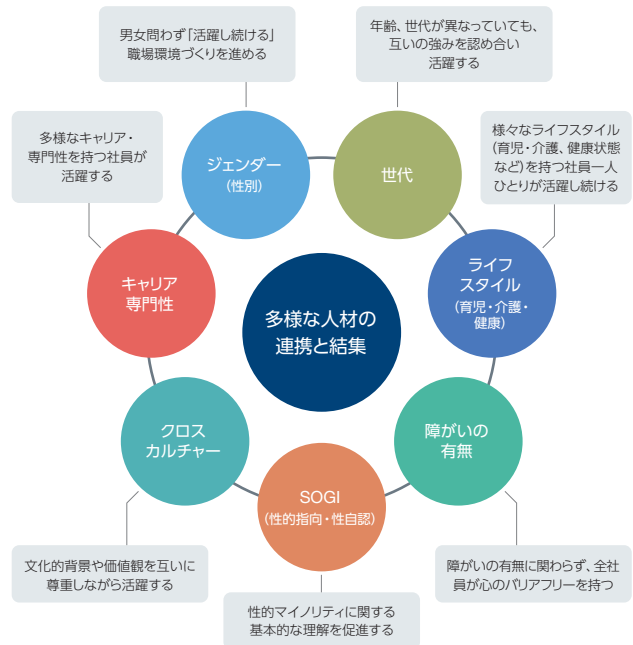 男女問わず「活躍し続ける」
職場環境づくりを進める
年齢、世代が異なっていても、
互いの強みを認め合い
活躍する
多様なキャリア・
専門性を持つ社員が
活躍する
様々なライフスタイル
(育児・介護、健康状態
など)を持つ社員一人
ひとりが活躍し続ける
ジェンダー
(性別)
世代
キャリア
専門性
ライフ
スタイル
(育児・介護・
健康)
多様な人材の
連携と結集
クロス
カルチャー
障がいの
有無
SOGI
(性的指向・性自認)
文化的背景や価値観を互いに
尊重しながら活躍する
障がいの有無に関わらず、全社
員が心のバリアフリーを持つ
性的マイノリティに関する
基本的な理解を促進する